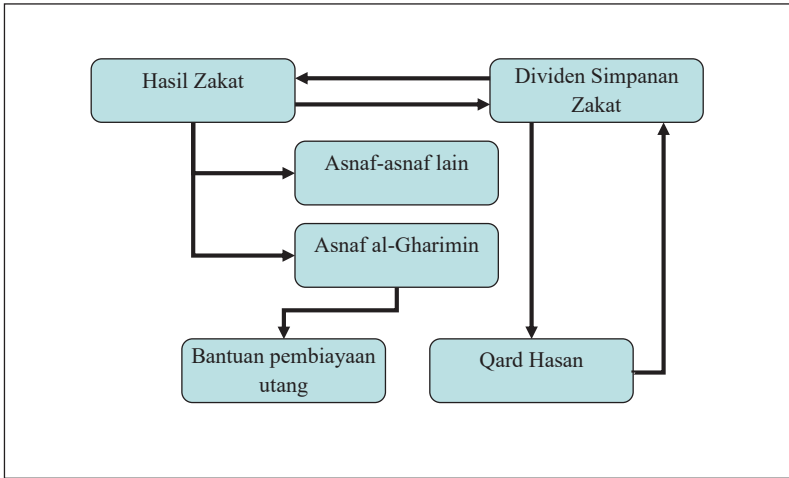 Hasil Zakat
Dividen Simpanan
Zakat
Asnaf-asnaf lain
Asnaf al-Gharimin
Bantuan pembiayaan
utang
Qard Hasan